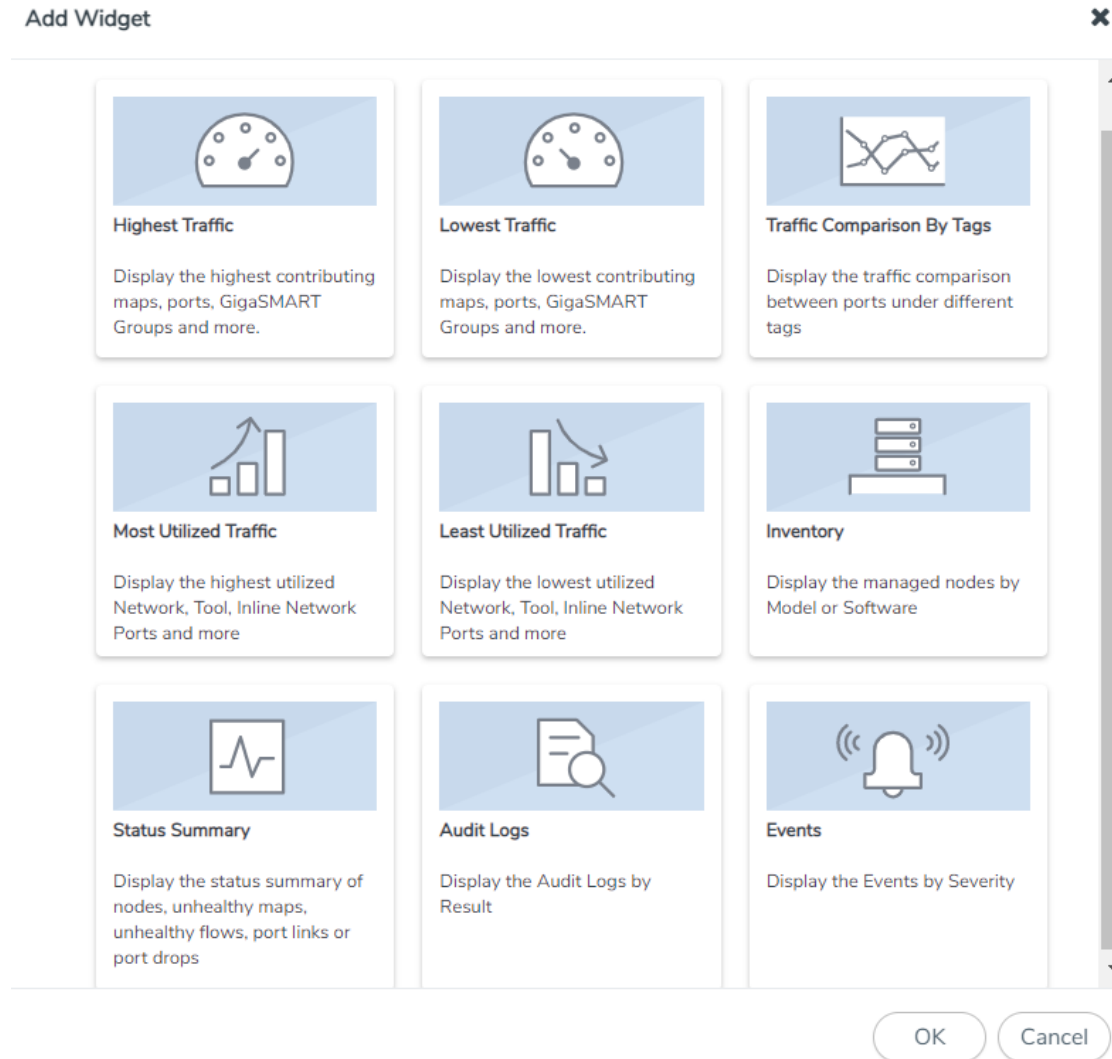 Add Widget
Highest Traffic
Display the highest contributing
maps, ports, GigaSMART
Groups and more.
Lowest Traffic
Display the lowest contributing
maps, ports, GigaSMART
Groups and more.
Traffic Comparison By Tags
Display the traffic comparison
between ports under different
tags
Most Utilized Traffic
Display the highest utilized
Network, Tool, Inline Network
Ports and more
Least Utilized Traffic
Display the lowest utilized
Network, Tool, Inline Network
Ports and more
Inventory
Display the managed nodes by
Model or Software
Status Summary
Display the status summary of
nodes, unhealthy maps,
unhealthy flows, port links or
port drops
Audit Logs
Display the Audit Logs by
Result
Events
Display the Events by Severity
OK
Cancel